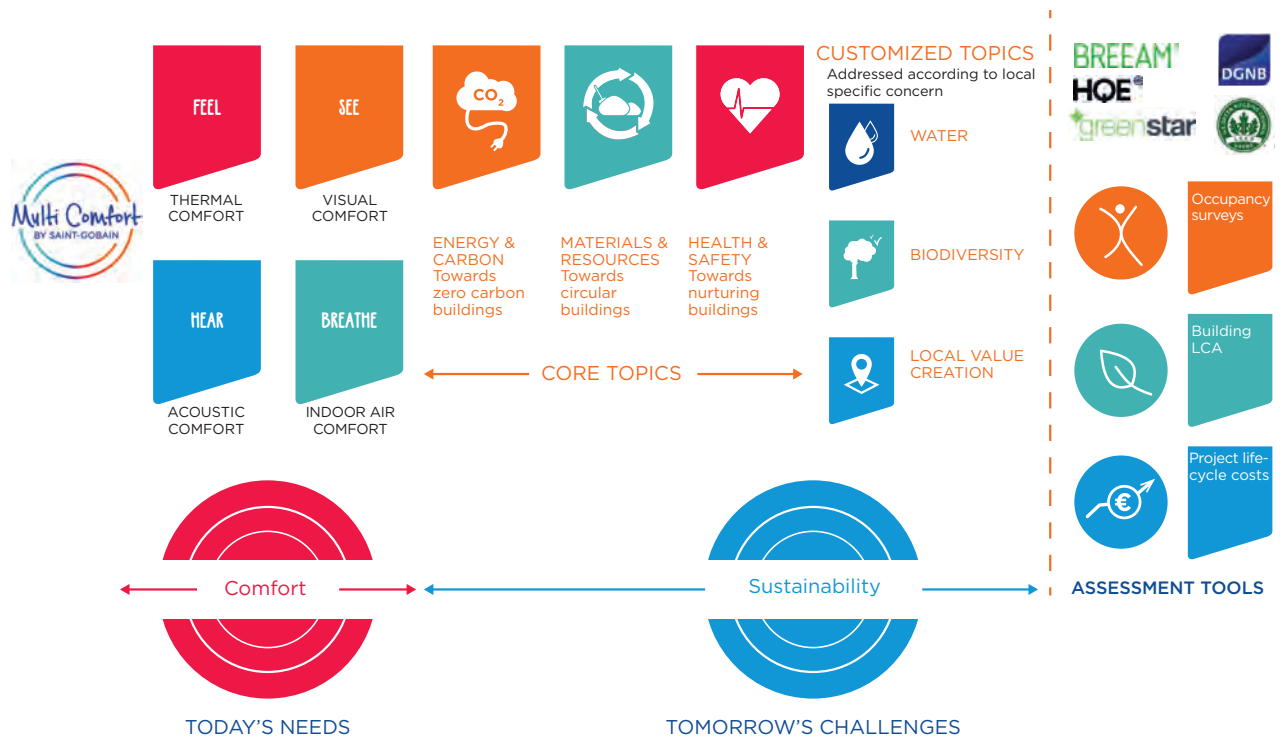 Multi Comfort
BY SAINT-GOBAIN
FEEL
THERMAL
COMFORT
SEE
VISUAL
COMFORT
HEAR
ACOUSTIC
COMFORT
BREATHE
INDOOR AIR
COMFORT
CO2
ENERGY &
CARBON
Towards
zero carbon
buildings
MATERIALS &
RESOURCES
Towards
circular
buildings
HEALTH &
SAFETY
Towards
nurturing
buildings
CORE TOPICS
CUSTOMIZED TOPICS
Addressed according to local
specific concern
WATER
BIODIVERSITY
LOCAL VALUE
CREATION
BREEAM®
HQE
greenstar
DGNB
Occupancy
surveys
Building
LCA
€
Project life-
cycle costs
ASSESSMENT TOOLS
Comfort
Sustainability
TODAY'S NEEDS
TOMORROW'S CHALLENGES